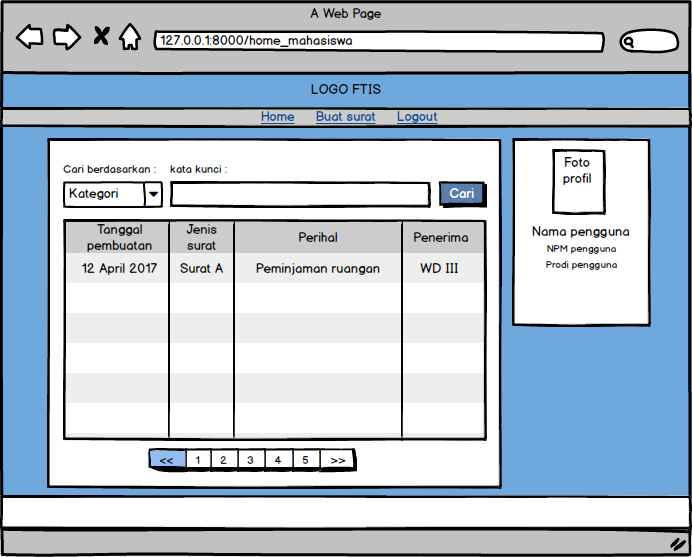 A Web Page
127.0.0.1:8000/home_mahasiswa
LOGO FTIS
Home Buat surat Logout
Cari berdasarkan : kata kunci :
Kategori Cari
Tanggal pembuatan Jenis surat Perihal Penerima
12 April 2017 Surat A Peminjaman ruangan WD III
<< 1 2 3 4 5 >>
Foto
profil
Nama pengguna
NPM pengguna
Prodi pengguna